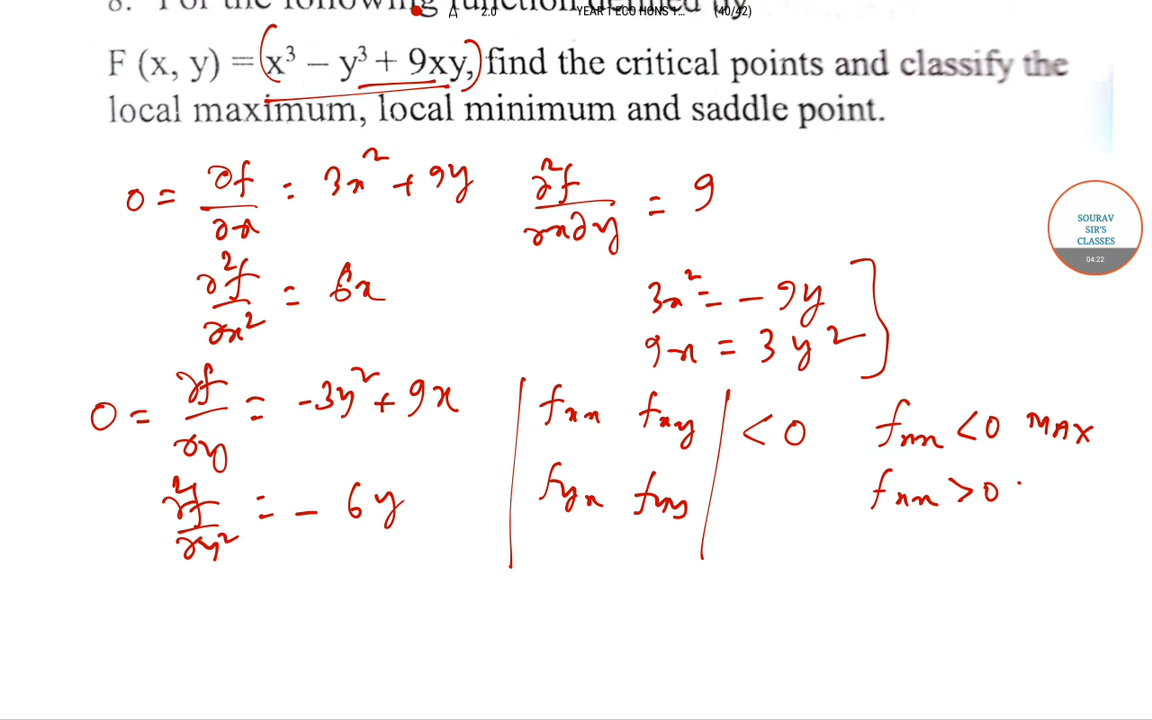 8. For the following function defined by
A 2.0 YEAR 1 ECO HONS 1... (40/42)
F (x, y) = (x³ – y³ + 9xy,) find the critical points and classify the
local maximum, local minimum and saddle point.
0 = ∂f/∂x = 3x² + 9y ∂²f/∂x∂y = 9
∂²f/∂x² = 6x
3x² = – 9y
9x = 3y²
0 = ∂f/∂y = -3y² + 9x
| fxx fxy | < 0 fxx < 0 MAX
| fyx fyy | fxx > 0
∂²f/∂y² = – 6y
SOURAV
SIR'S
CLASSES
04:22